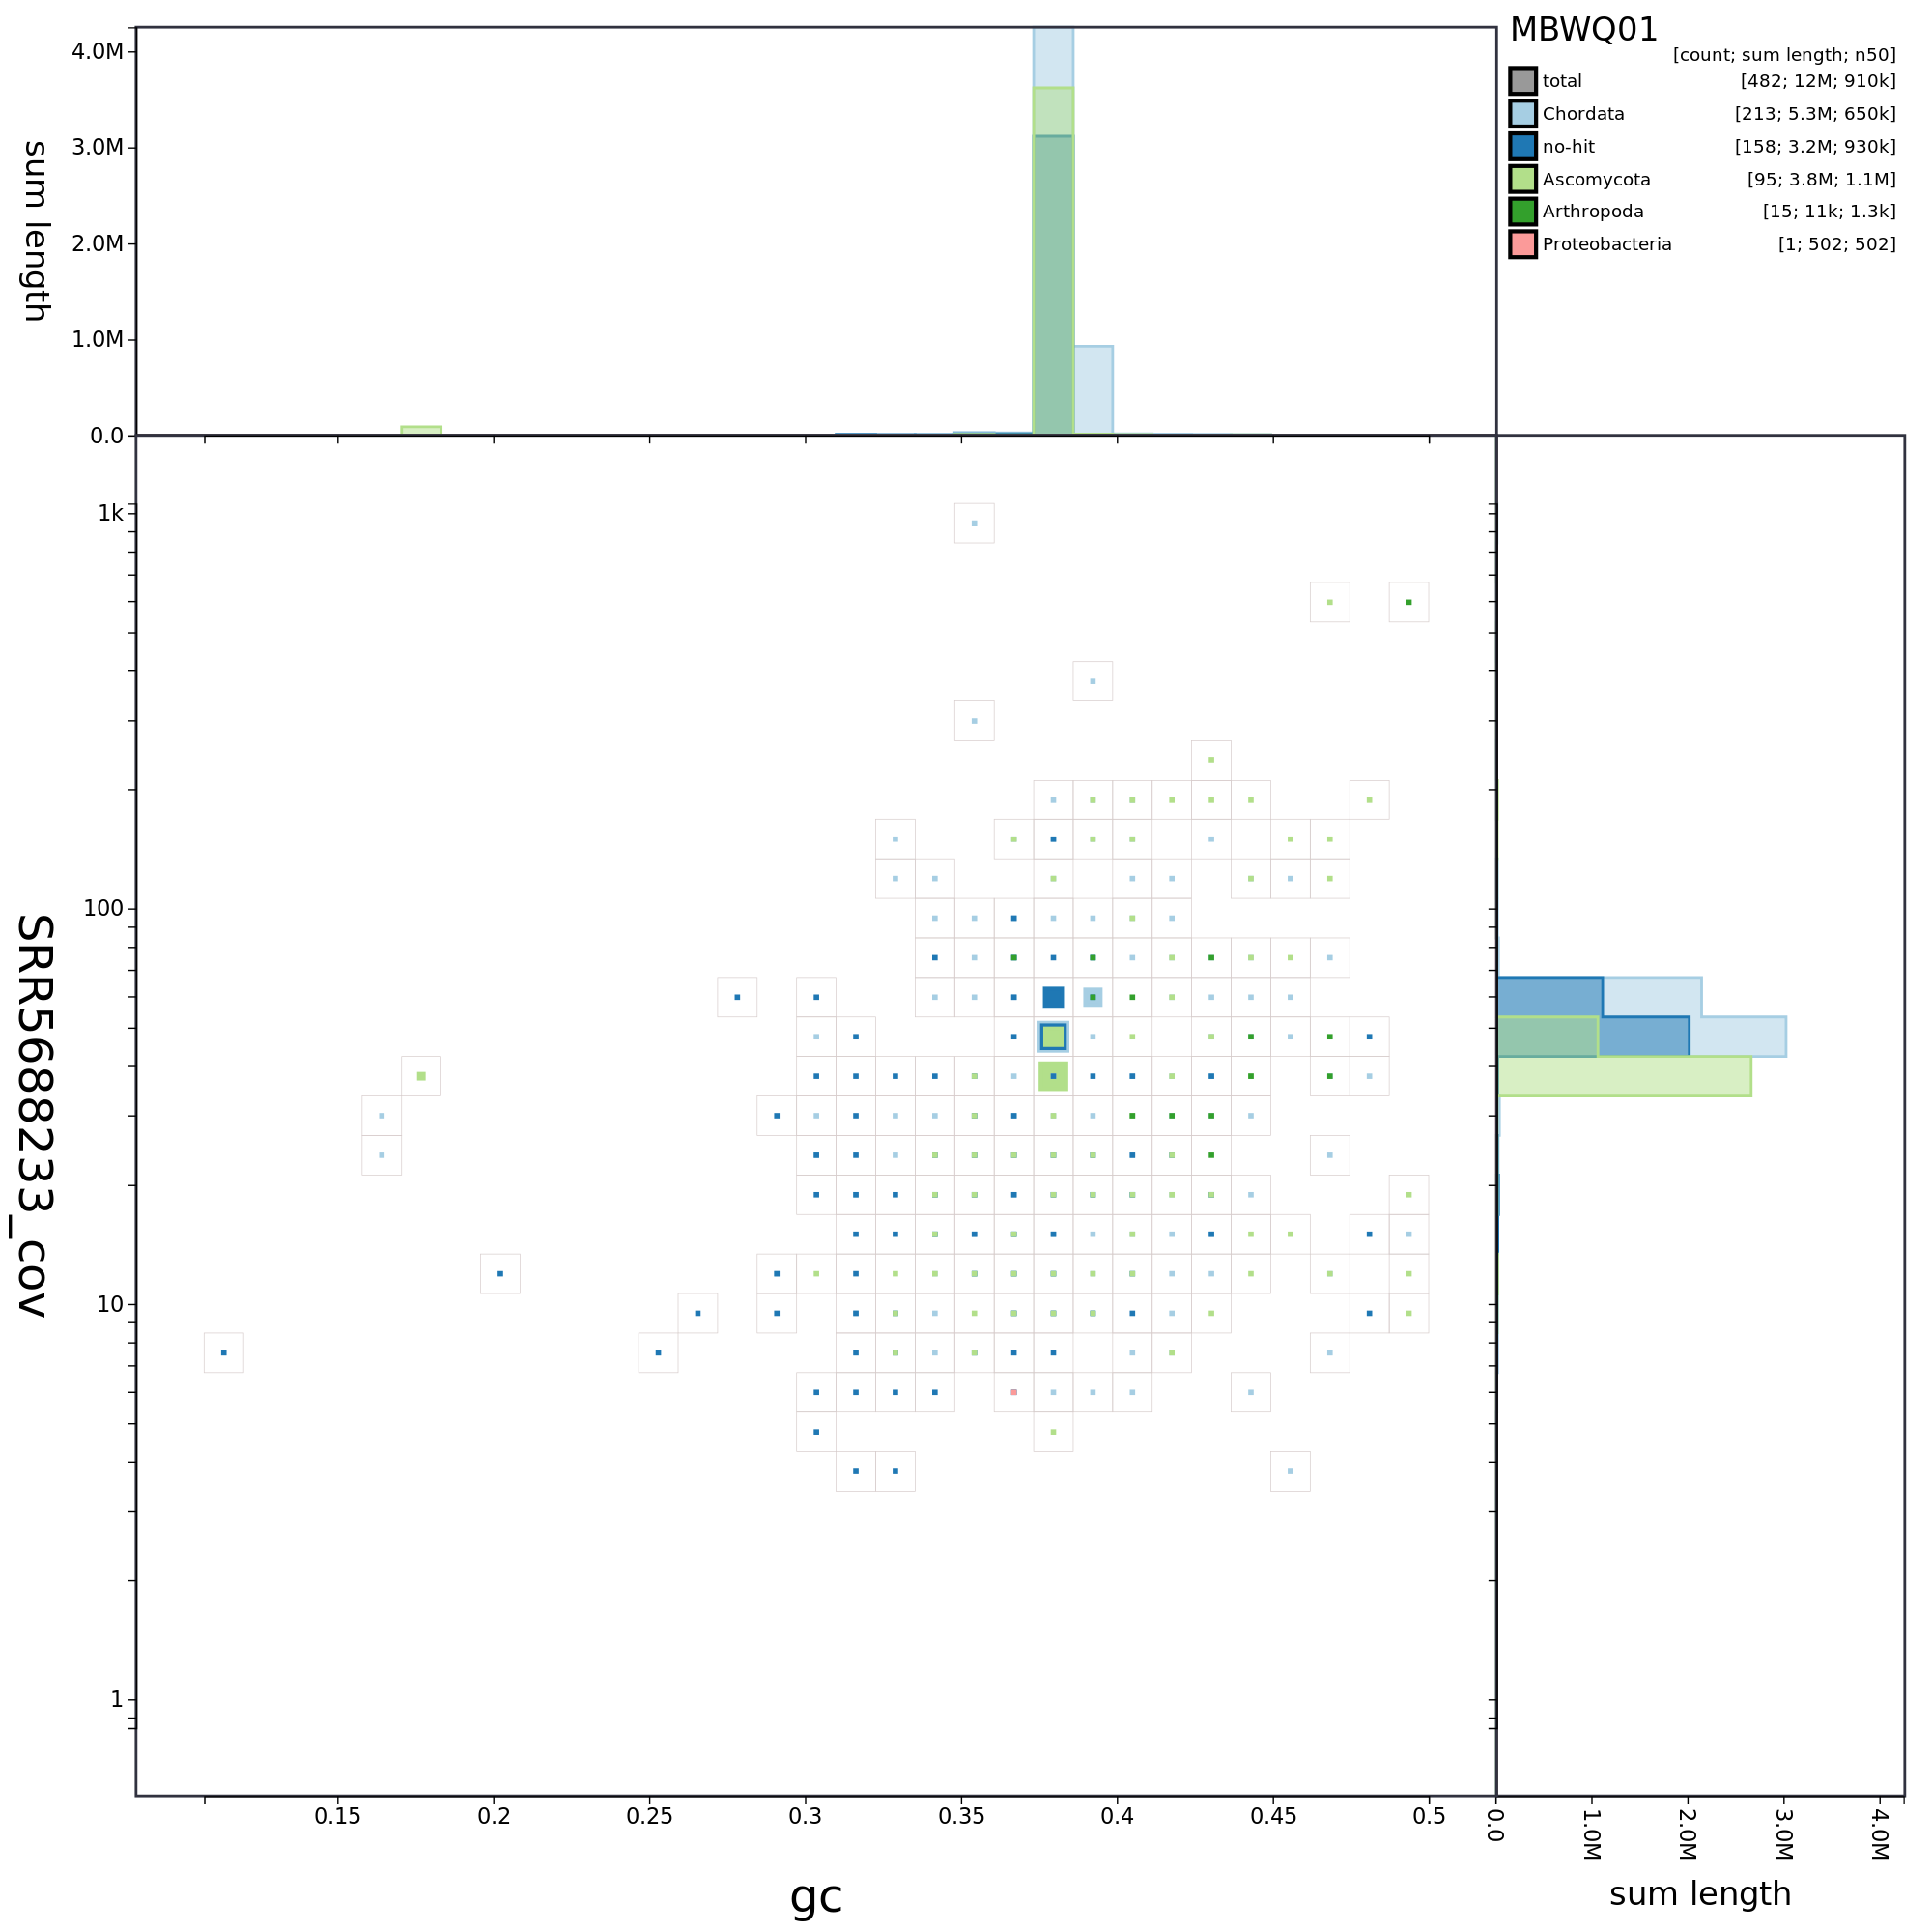 MBWQ01
[count; sum length; n50]
total [482; 12M; 910k]
Chordata [213; 5.3M; 650k]
no-hit [158; 3.2M; 930k]
Ascomycota [95; 3.8M; 1.1M]
Arthropoda [15; 11k; 1.3k]
Proteobacteria [1; 502; 502]
sum length
4.0M
3.0M
2.0M
1.0M
0.0
SRR5688233_cov
1k
100
10
1
0.15 0.2 0.25 0.3 0.35 0.4 0.45 0.5
gc
0.0 1.0M 2.0M 3.0M 4.0M
sum length